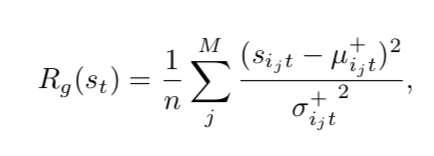 R_g(s_t) = \frac{1}{n} \sum_{j}^{M} \frac{(s_{i_j t} - \mu_{i_j t}^{+})^2}{{\sigma_{i_j t}^{+}}^2},